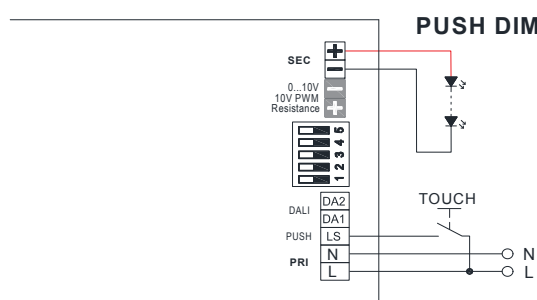 PUSH DIM
SEC
+
−
0...10V
10V PWM
Resistance
−
+
5
4
3
2
1
TOUCH
DALI
DA2
DA1
PUSH
LS
PRI
N
L
N
L